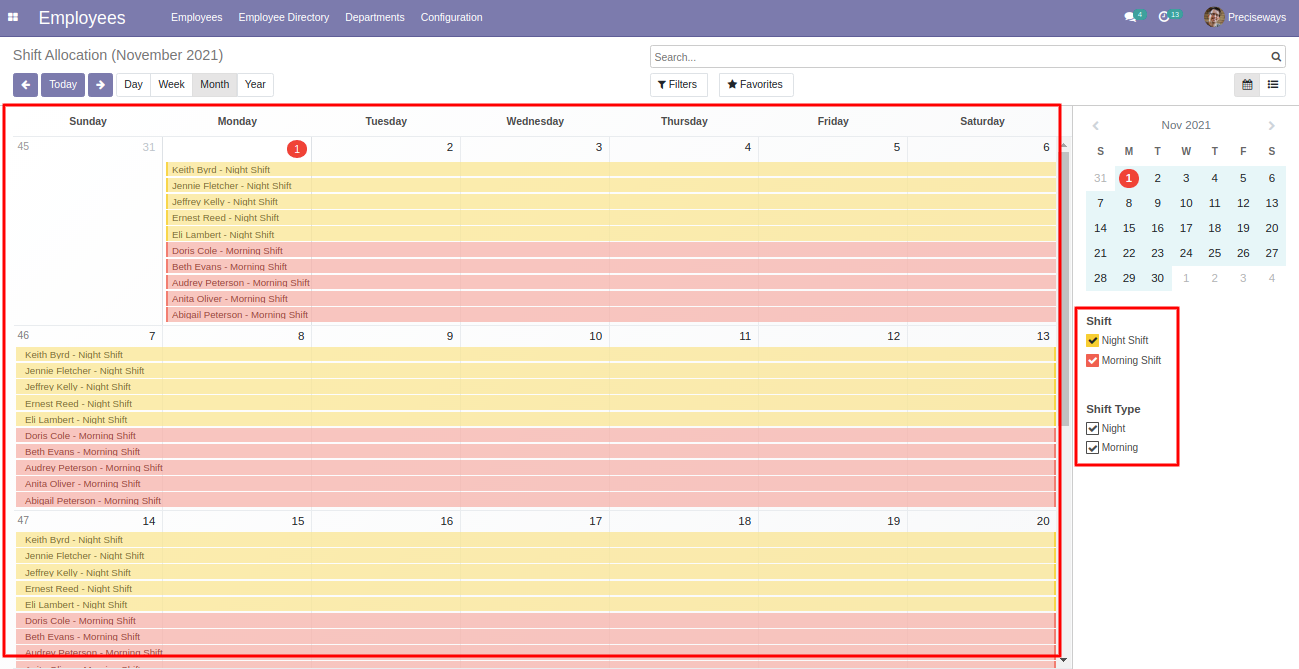 Employees Employees Employee Directory Departments Configuration 4 13 Preciseways
Shift Allocation (November 2021)
Search...
Today Day Week Month Year Filters Favorites
Sunday Monday Tuesday Wednesday Thursday Friday Saturday
45 31 1 2 3 4 5 6
Keith Byrd - Night Shift
Jennie Fletcher - Night Shift
Jeffrey Kelly - Night Shift
Ernest Reed - Night Shift
Eli Lambert - Night Shift
Doris Cole - Morning Shift
Beth Evans - Morning Shift
Audrey Peterson - Morning Shift
Anita Oliver - Morning Shift
Abigail Peterson - Morning Shift
46 7 8 9 10 11 12 13
Keith Byrd - Night Shift
Jennie Fletcher - Night Shift
Jeffrey Kelly - Night Shift
Ernest Reed - Night Shift
Eli Lambert - Night Shift
Doris Cole - Morning Shift
Beth Evans - Morning Shift
Audrey Peterson - Morning Shift
Anita Oliver - Morning Shift
Abigail Peterson - Morning Shift
47 14 15 16 17 18 19 20
Keith Byrd - Night Shift
Jennie Fletcher - Night Shift
Jeffrey Kelly - Night Shift
Ernest Reed - Night Shift
Eli Lambert - Night Shift
Doris Cole - Morning Shift
Beth Evans - Morning Shift
Audrey Peterson - Morning Shift
Nov 2021
S M T W T F S
31 1 2 3 4 5 6
7 8 9 10 11 12 13
14 15 16 17 18 19 20
21 22 23 24 25 26 27
28 29 30 1 2 3 4
Shift
Night Shift
Morning Shift
Shift Type
Night
Morning